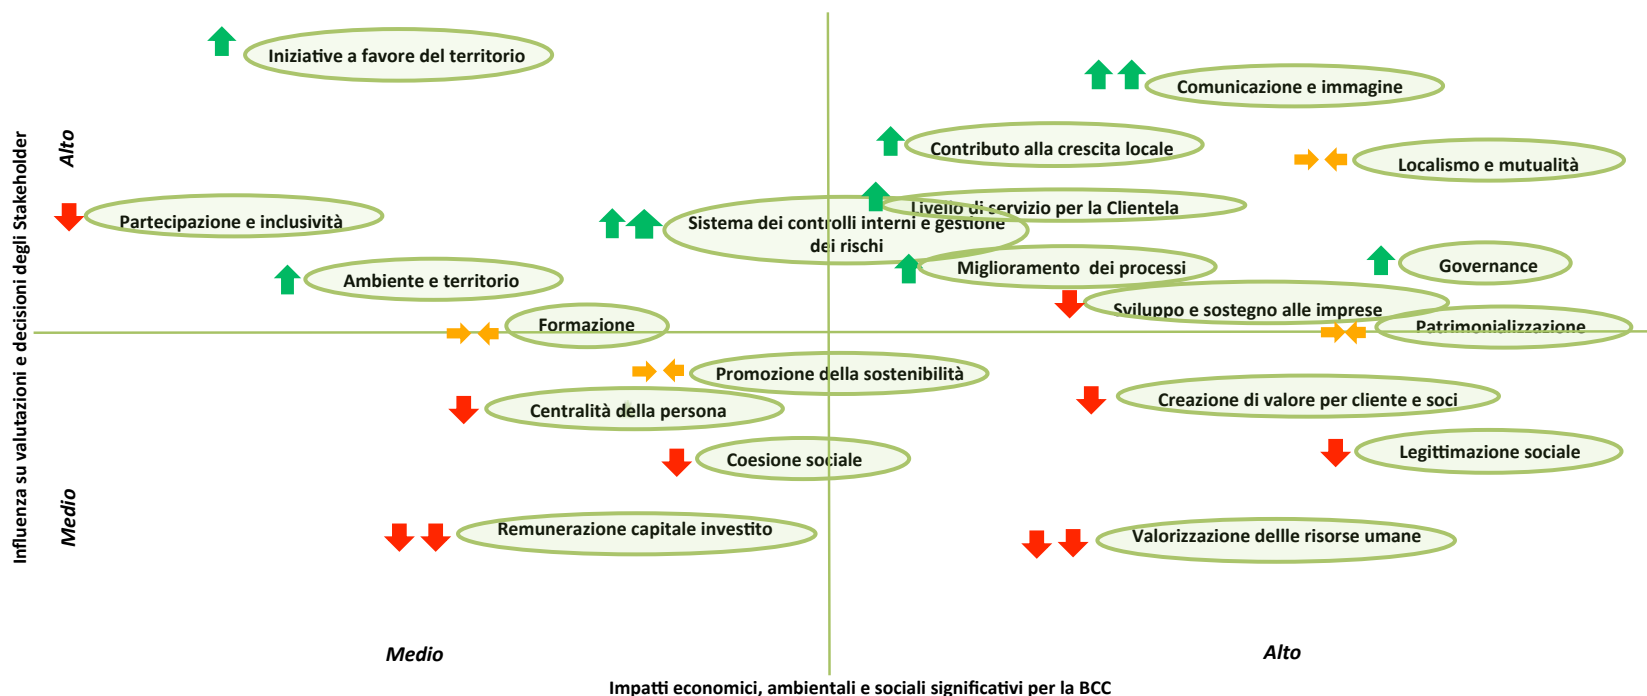 Iniziative a favore del territorio
Comunicazione e immagine
Contributo alla crescita locale
Localismo e mutualità
Alto
Partecipazione e inclusività
Livello di servizio per la Clientela
Sistema dei controlli interni e gestione
dei rischi
Miglioramento dei processi
Governance
Ambiente e territorio
Sviluppo e sostegno alle imprese
Formazione
Patrimonializzazione
Promozione della sostenibilità
Centralità della persona
Creazione di valore per cliente e soci
Coesione sociale
Legittimazione sociale
Medio
Remunerazione capitale investito
Valorizzazione dellle risorse umane
Influenza su valutazioni e decisioni degli Stakeholder
Medio
Alto
Impatti economici, ambientali e sociali significativi per la BCC